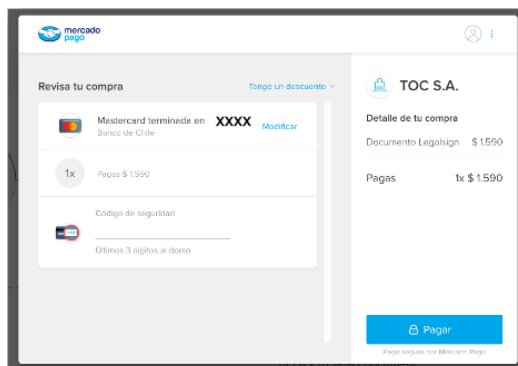 mercado
pago
Revisa tu compra
Tengo un descuento
Mastercard terminada en XXXX Modificar
Banco de Chile
1x Pagas $ 1.590
Código de seguridad
Últimos 3 dígitos al dorso
TOC S.A.
Detalle de tu compra
Documento Legalsign $ 1.590
Pagas 1x $ 1.590
Pagar
Pago seguro por Mercado Pago